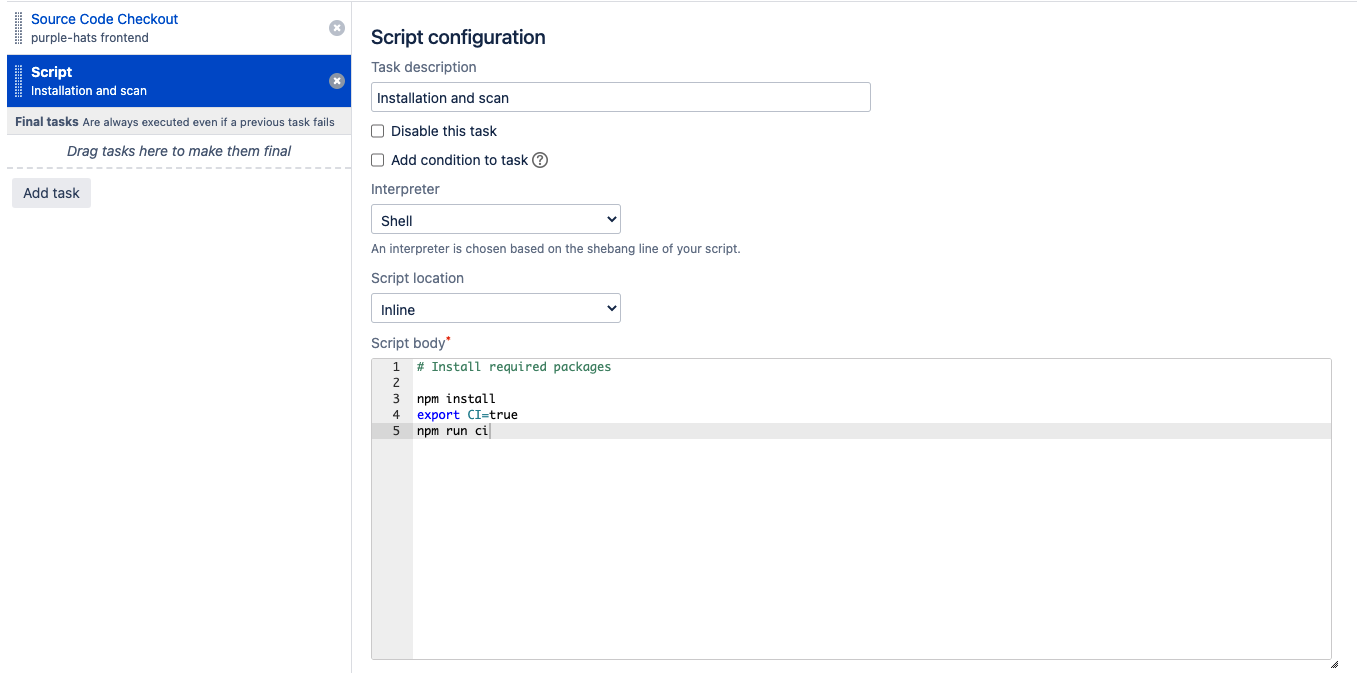 Source Code Checkout
purple-hats frontend
Script
Installation and scan
Final tasks Are always executed even if a previous task fails
Drag tasks here to make them final
Add task
Script configuration
Task description
Installation and scan
Disable this task
Add condition to task ?
Interpreter
Shell
An interpreter is chosen based on the shebang line of your script.
Script location
Inline
Script body*
1 # Install required packages
2
3 npm install
4 export CI=true
5 npm run ci